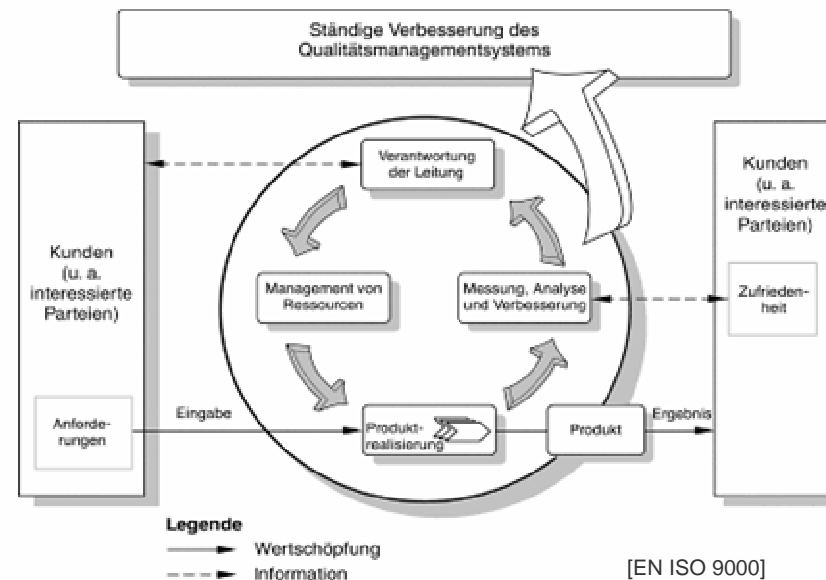 Ständige Verbesserung des
Qualitätsmanagementsystems
Kunden
(u. a.
interessierte
Parteien)
Anforde-
rungen
Eingabe
Verantwortung
der Leitung
Management von
Ressourcen
Messung, Analyse
und Verbesserung
Produkt-
realisierung
Produkt
Ergebnis
Kunden
(u. a.
interessierte
Parteien)
Zufrieden-
heit
Legende
Wertschöpfung
Information
[EN ISO 9000]